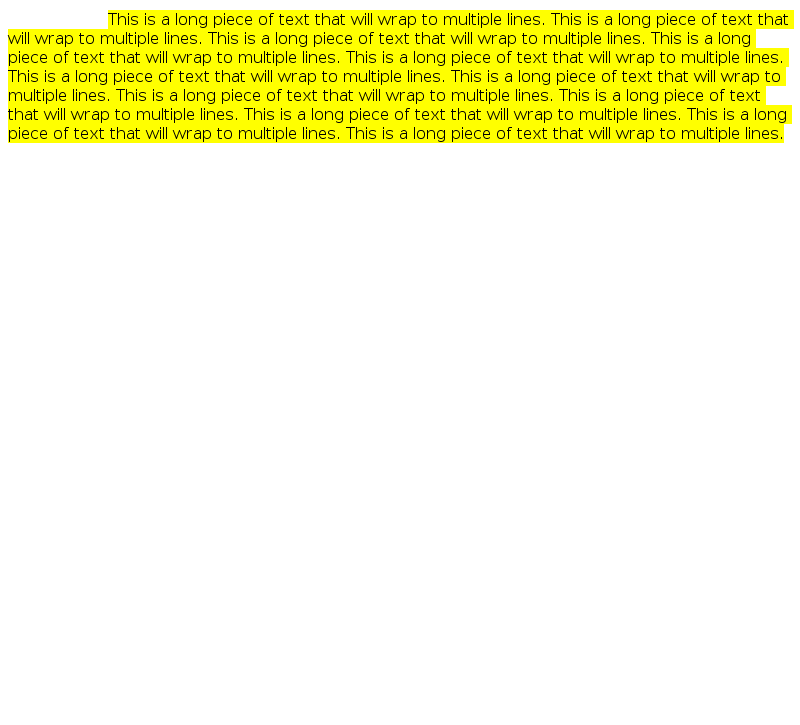 This is a long piece of text that will wrap to multiple lines. This is a long piece of text that
will wrap to multiple lines. This is a long piece of text that will wrap to multiple lines. This is a long
piece of text that will wrap to multiple lines. This is a long piece of text that will wrap to multiple lines.
This is a long piece of text that will wrap to multiple lines. This is a long piece of text that will wrap to
multiple lines. This is a long piece of text that will wrap to multiple lines. This is a long piece of text
that will wrap to multiple lines. This is a long piece of text that will wrap to multiple lines. This is a long
piece of text that will wrap to multiple lines. This is a long piece of text that will wrap to multiple lines.